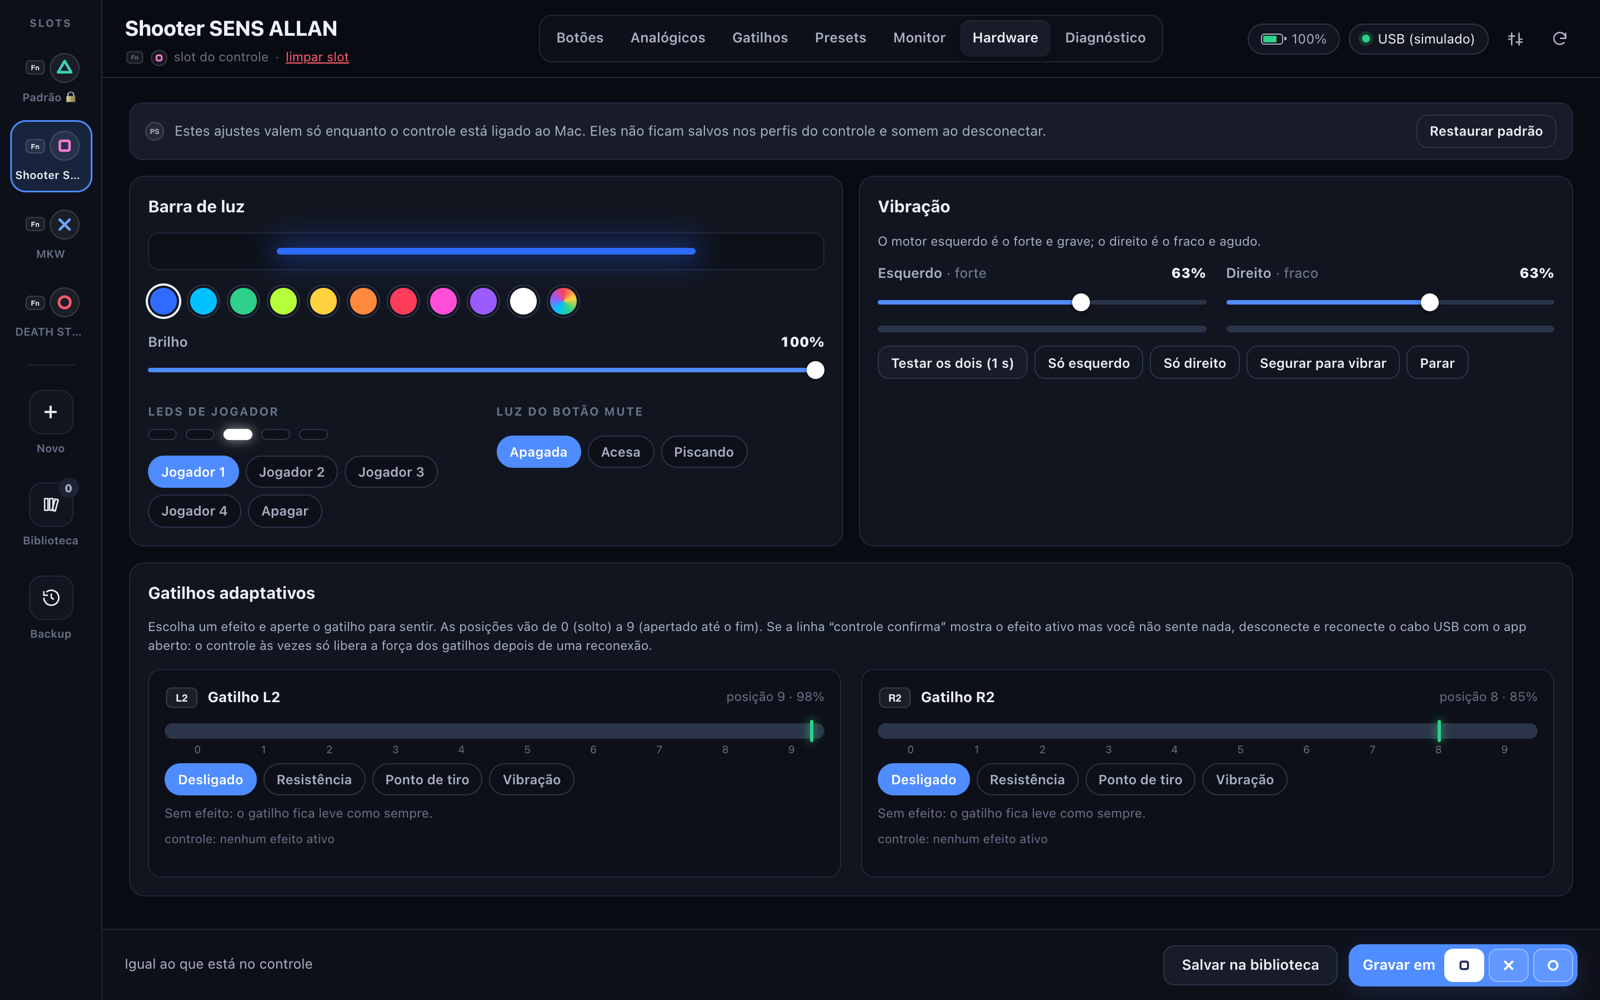 SLOTS
Fn
Padrão
Fn
Shooter S...
Fn
MKW
Fn
DEATH ST...
Novo
0
Biblioteca
Backup
Shooter SENS ALLAN
Fn slot do controle · limpar slot
Botões Analógicos Gatilhos Presets Monitor Hardware Diagnóstico
100% USB (simulado)
PS Estes ajustes valem só enquanto o controle está ligado ao Mac. Eles não ficam salvos nos perfis do controle e somem ao desconectar. Restaurar padrão
Barra de luz
Brilho 100%
LEDS DE JOGADOR
Jogador 1 Jogador 2 Jogador 3
Jogador 4 Apagar
LUZ DO BOTÃO MUTE
Apagada Acesa Piscando
Vibração
O motor esquerdo é o forte e grave; o direito é o fraco e agudo.
Esquerdo · forte 63% Direito · fraco 63%
Testar os dois (1 s) Só esquerdo Só direito Segurar para vibrar Parar
Gatilhos adaptativos
Escolha um efeito e aperte o gatilho para sentir. As posições vão de 0 (solto) a 9 (apertado até o fim). Se a linha “controle confirma” mostra o efeito ativo mas você não sente nada, desconecte e reconecte o cabo USB com o app
aberto: o controle às vezes só libera a força dos gatilhos depois de uma reconexão.
L2 Gatilho L2 posição 9 · 98%
0 1 2 3 4 5 6 7 8 9
Desligado Resistência Ponto de tiro Vibração
Sem efeito: o gatilho fica leve como sempre.
controle: nenhum efeito ativo
R2 Gatilho R2 posição 8 · 85%
0 1 2 3 4 5 6 7 8 9
Desligado Resistência Ponto de tiro Vibração
Sem efeito: o gatilho fica leve como sempre.
controle: nenhum efeito ativo
Igual ao que está no controle
Salvar na biblioteca Gravar em